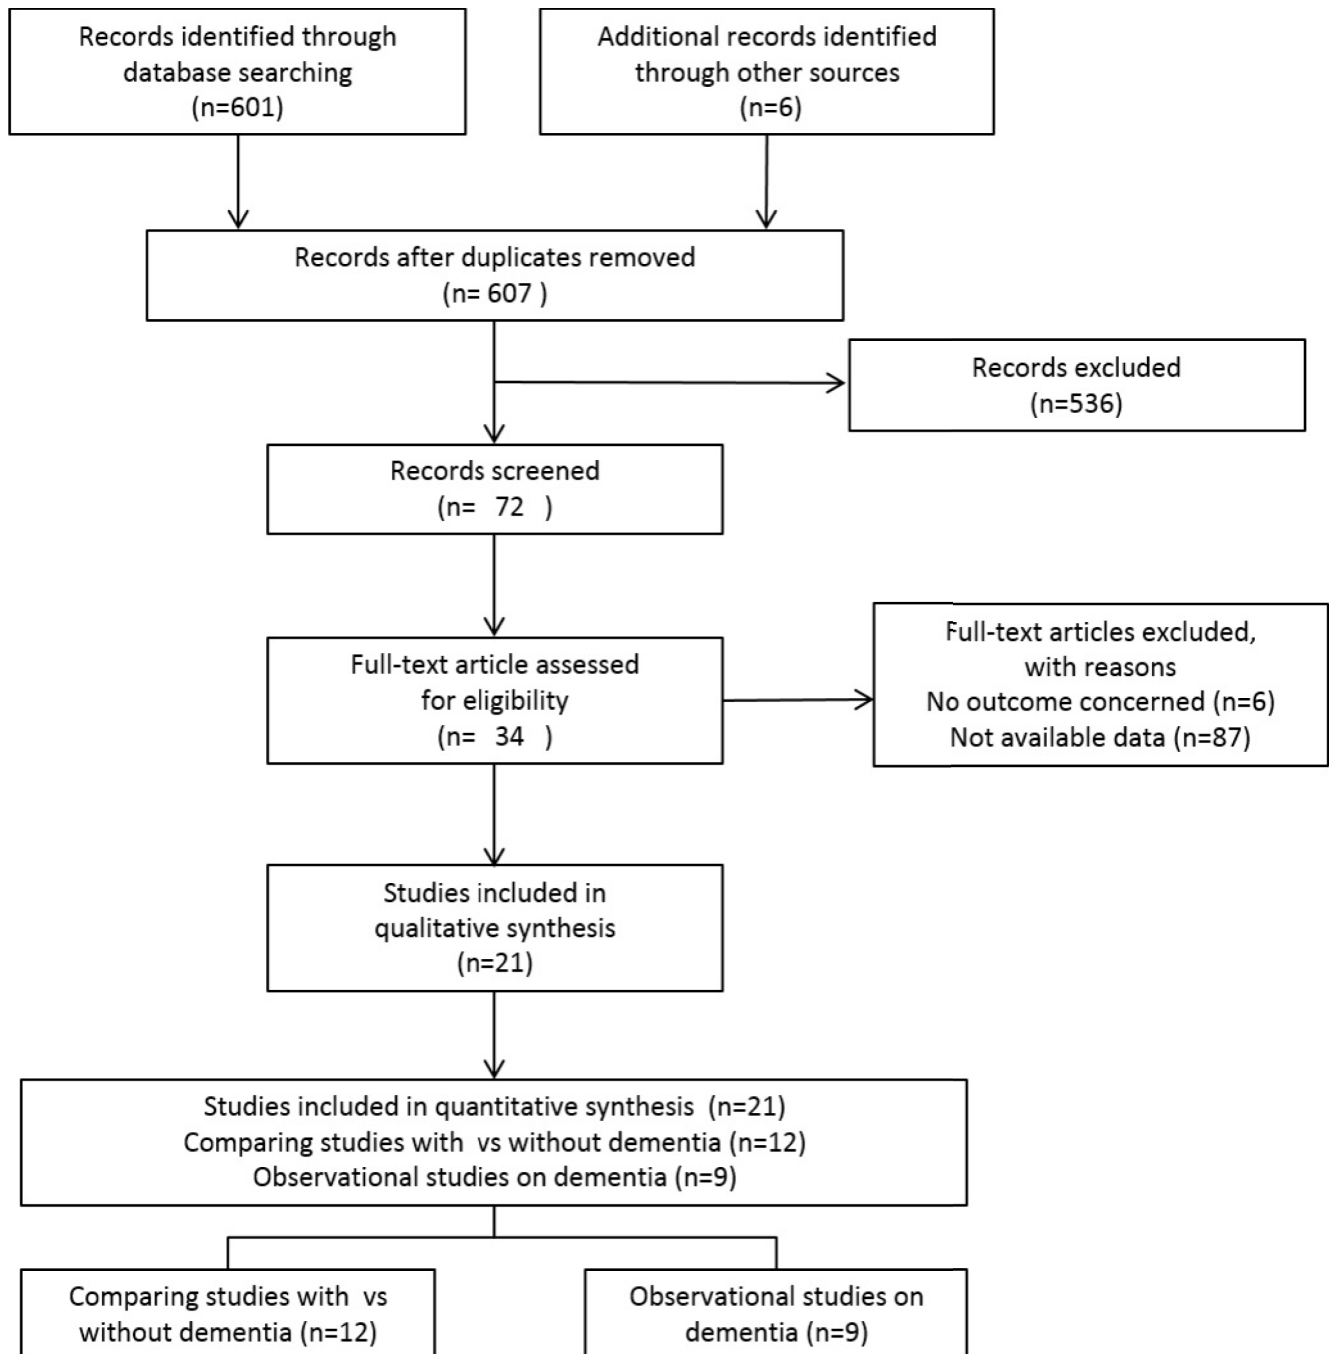 Records identified through
database searching
(n=601)
Additional records identified
through other sources
(n=6)
Records after duplicates removed
(n= 607 )
Records excluded
(n=536)
Records screened
(n= 72 )
Full-text article assessed
for eligibility
(n= 34 )
Full-text articles excluded,
with reasons
No outcome concerned (n=6)
Not available data (n=87)
Studies included in
qualitative synthesis
(n=21)
Studies included in quantitative synthesis (n=21)
Comparing studies with vs without dementia (n=12)
Observational studies on dementia (n=9)
Comparing studies with vs
without dementia (n=12)
Observational studies on
dementia (n=9)